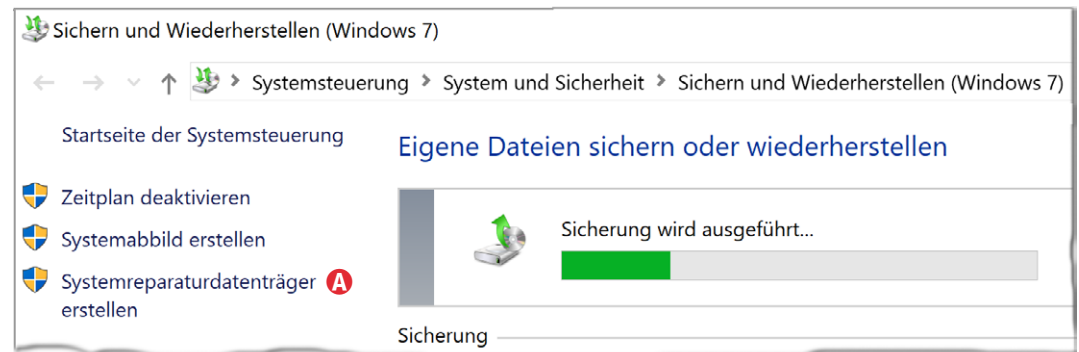 Sichern und Wiederherstellen (Windows 7)
Systemsteuerung > System und Sicherheit > Sichern und Wiederherstellen (Windows 7)
Startseite der Systemsteuerung
Zeitplan deaktivieren
Systemabbild erstellen
Systemreparaturdatenträger A
erstellen
Eigene Dateien sichern oder wiederherstellen
Sicherung wird ausgeführt...
Sicherung